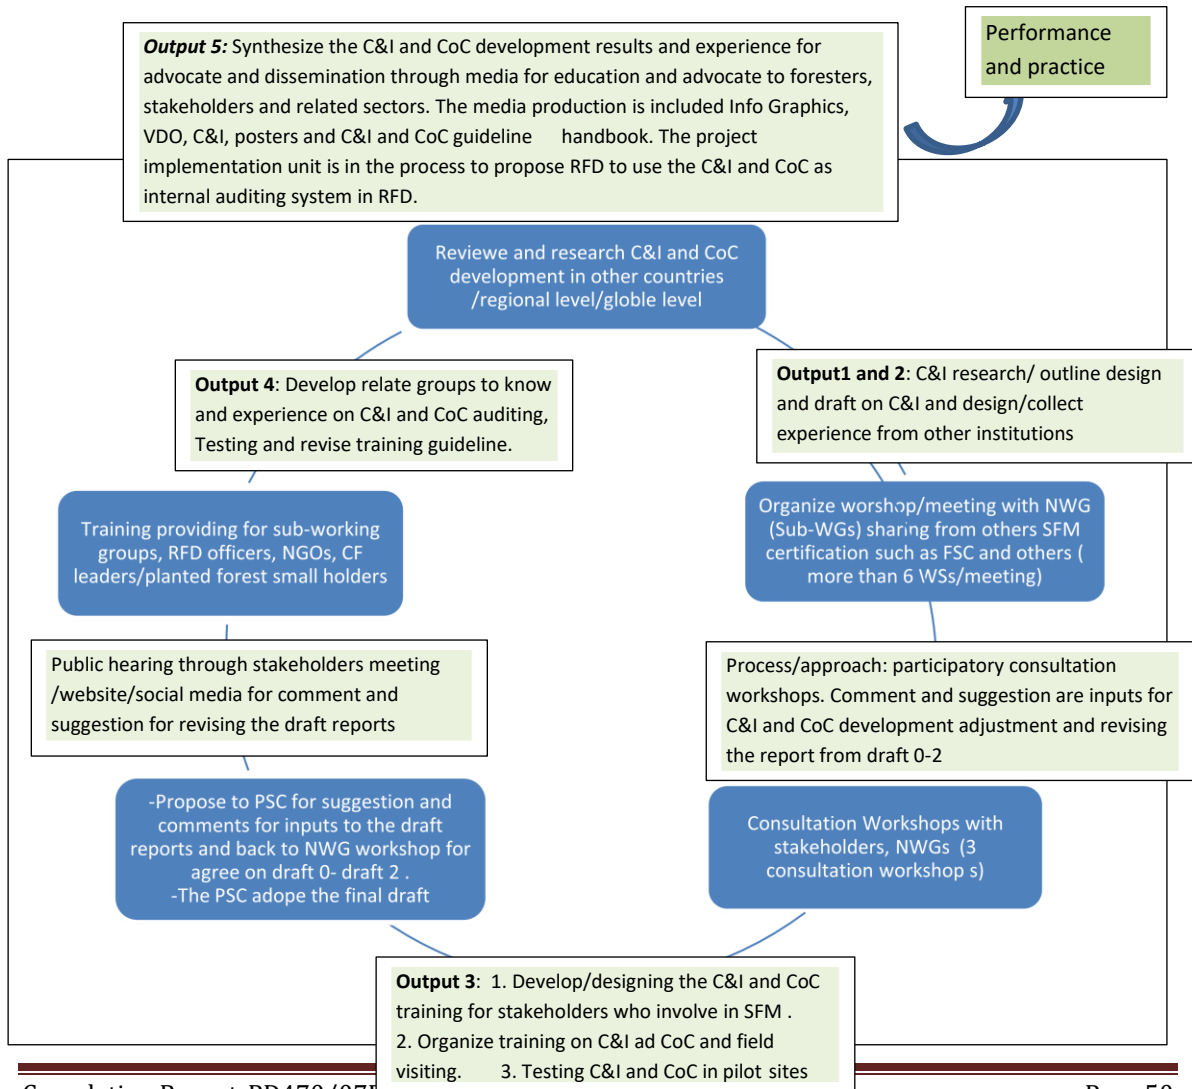 Output 5: Synthesize the C&I and CoC development results and experience for
advocate and dissemination through media for education and advocate to foresters,
stakeholders and related sectors. The media production is included Info Graphics,
VDO, C&I, posters and C&I and CoC guideline handbook. The project
implementation unit is in the process to propose RFD to use the C&I and CoC as
internal auditing system in RFD.
Performance
and practice
Reviewe and research C&I and CoC
development in other countries
/regional level/globle level
Output 4: Develop relate groups to know
and experience on C&I and CoC auditing,
Testing and revise training guideline.
Output1 and 2: C&I research/ outline design
and draft on C&I and design/collect
experience from other institutions
Training providing for sub-working
groups, RFD officers, NGOs, CF
leaders/planted forest small holders
Organize worshop/meeting with NWG
(Sub-WGs) sharing from others SFM
certification such as FSC and others (
more than 6 WSs/meeting)
Public hearing through stakeholders meeting
/website/social media for comment and
suggestion for revising the draft reports
Process/approach: participatory consultation
workshops. Comment and suggestion are inputs for
C&I and CoC development adjustment and revising
the report from draft 0-2
-Propose to PSC for suggestion and
comments for inputs to the draft
reports and back to NWG workshop for
agree on draft 0- draft 2 .
-The PSC adope the final draft
Consultation Workshops with
stakeholders, NWGs (3
consultation workshop s)
Output 3: 1. Develop/designing the C&I and CoC
training for stakeholders who involve in SFM .
2. Organize training on C&I ad CoC and field
visiting. 3. Testing C&I and CoC in pilot sites